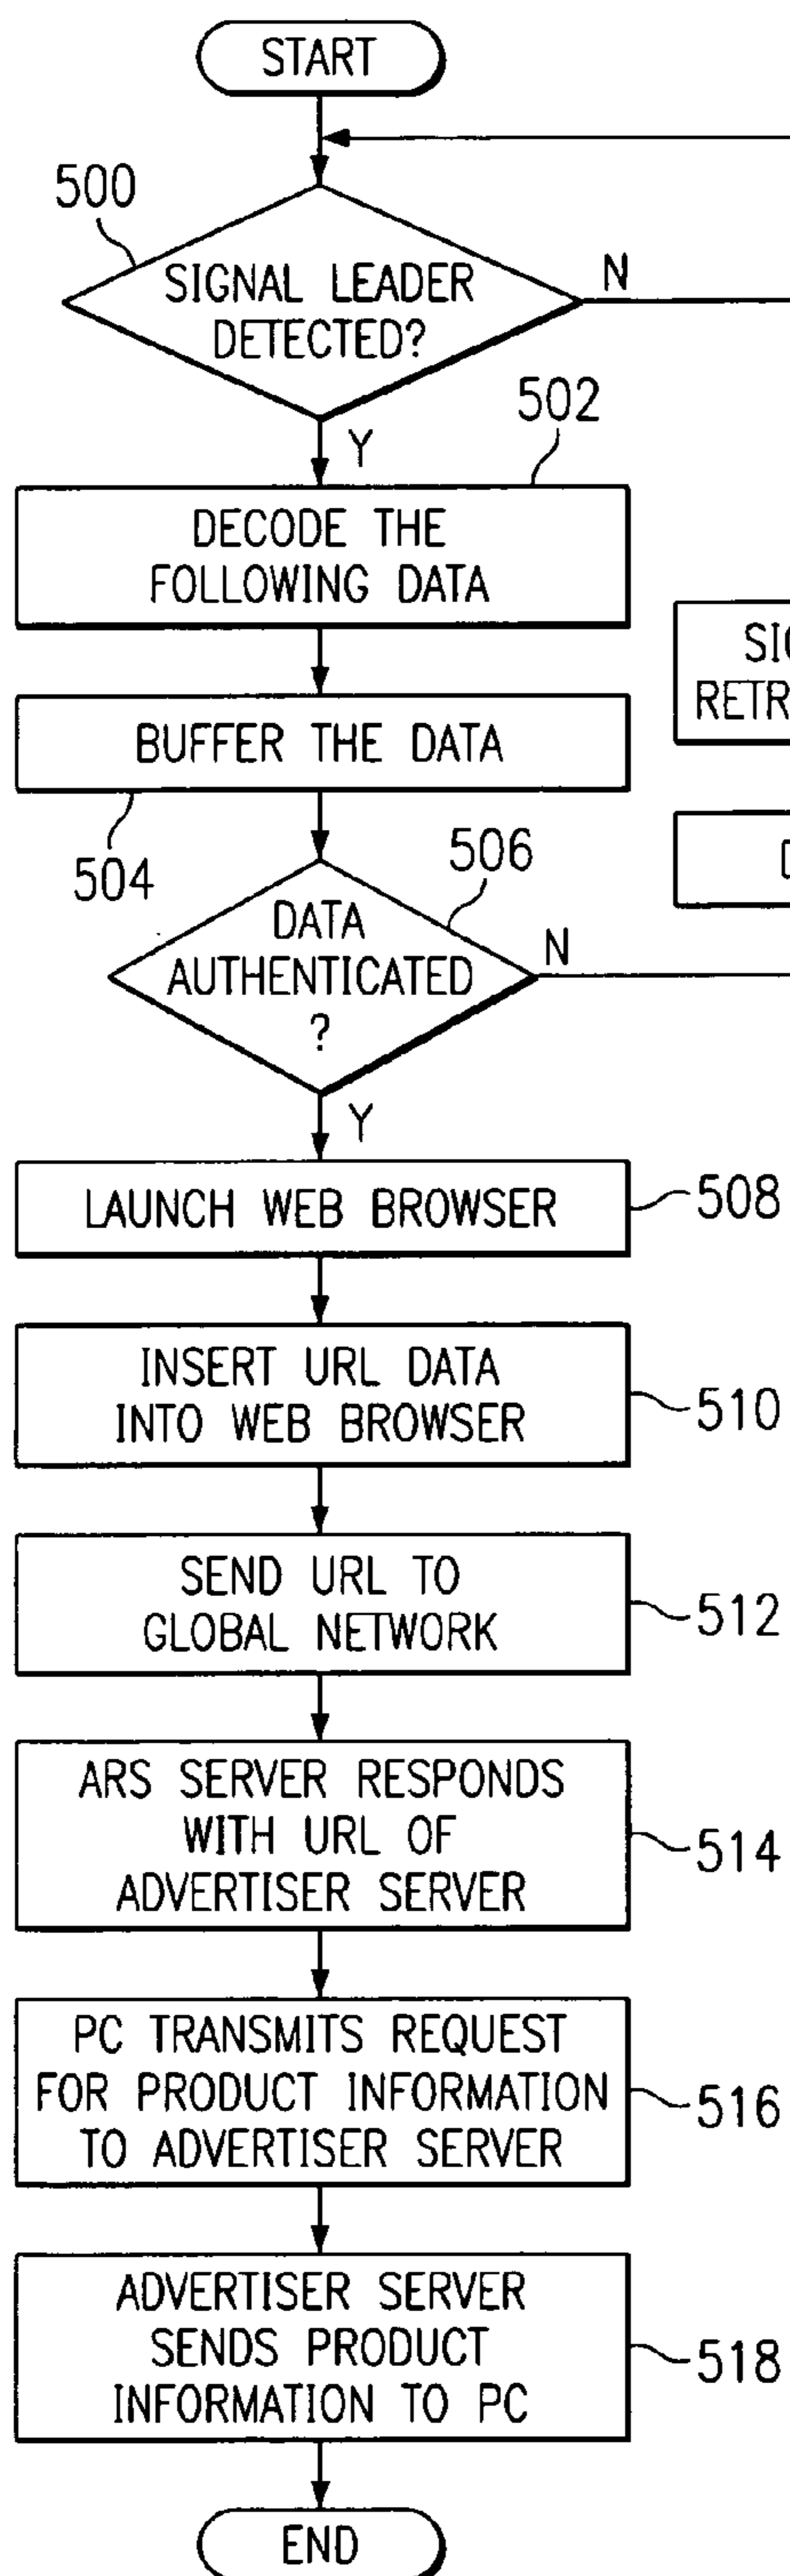 START
500
SIGNAL LEADER
DETECTED?
N
Y
502
DECODE THE
FOLLOWING DATA
BUFFER THE DATA
504
506
DATA
AUTHENTICATED
?
N
Y
LAUNCH WEB BROWSER
508
INSERT URL DATA
INTO WEB BROWSER
510
SEND URL TO
GLOBAL NETWORK
512
ARS SERVER RESPONDS
WITH URL OF
ADVERTISER SERVER
514
PC TRANSMITS REQUEST
FOR PRODUCT INFORMATION
TO ADVERTISER SERVER
516
ADVERTISER SERVER
SENDS PRODUCT
INFORMATION TO PC
518
END